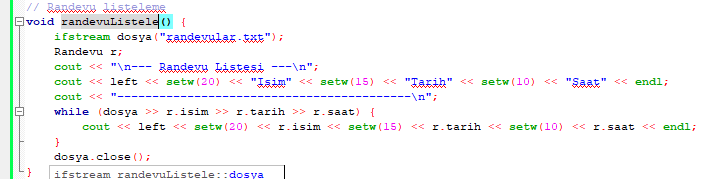 // Randevu listeleme
void randevuListele() {
ifstream dosya("randevular.txt");
Randevu r;
cout << "\n--- Randevu Listesi ---\n";
cout << left << setw(20) << "Isim" << setw(15) << "Tarih" << setw(10) << "Saat" << endl;
cout << "------------------------------------------\n";
while (dosya >> r.isim >> r.tarih >> r.saat) {
cout << left << setw(20) << r.isim << setw(15) << r.tarih << setw(10) << r.saat << endl;
}
dosya.close();
}
ifstream randevuListele::dosya